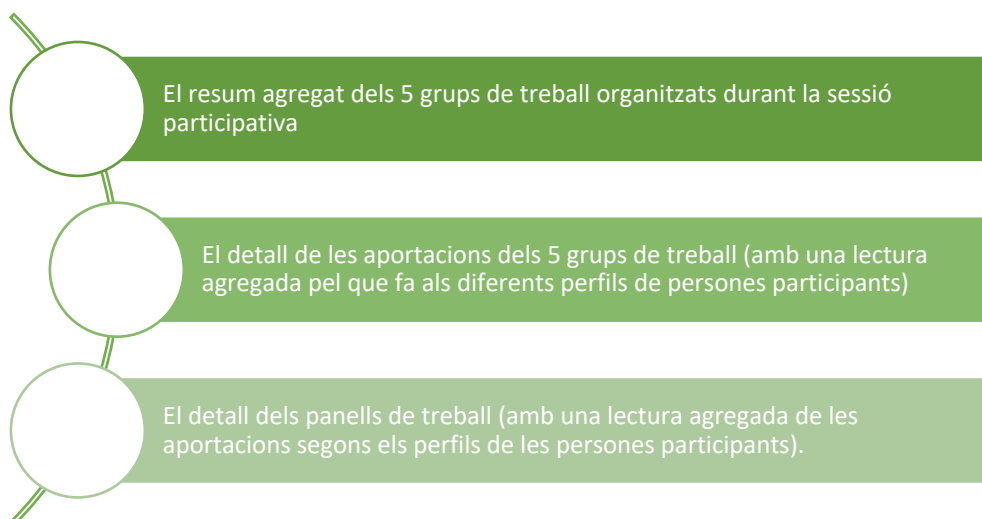 El resum agregat dels 5 grups de treball organitzats durant la sessió
participativa
El detall de les aportacions dels 5 grups de treball (amb una lectura
agregada pel que fa als diferents perfils de persones participants)
El detall dels panells de treball (amb una lectura agregada de les
aportacions segons els perfils de les persones participants).